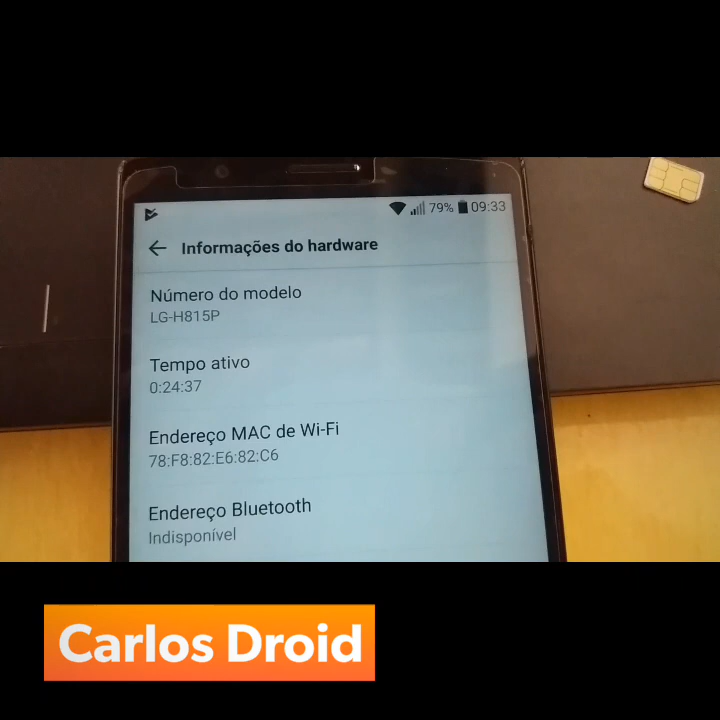 79% 09:33
Informações do hardware
Número do modelo
LG-H815P
Tempo ativo
0:24:37
Endereço MAC de Wi-Fi
78:F8:82:E6:82:C6
Endereço Bluetooth
Indisponível
Carlos Droid